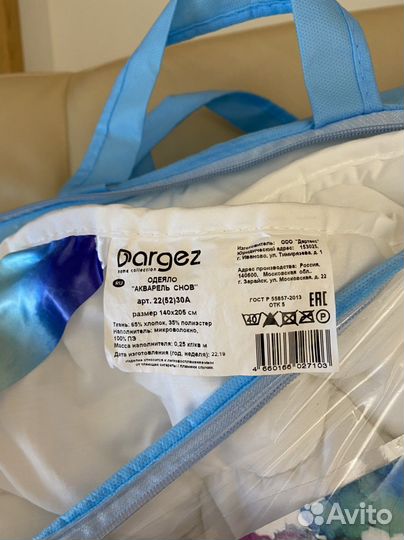 Dargez
home collection
RU
ОДЕЯЛО
"АКВАРЕЛЬ СНОВ"
арт. 22(52)30А
размер 140х205 см
Ткань: 65% хлопок, 35% полиэстер
Наполнитель: микроволокно,
100% ПЭ
Масса наполнителя: 0,25 кг/кв м
Дата изготовления (год, неделя): 22,19
Изготовитель: ООО "Даргез"
Юридический адрес: 153025,
г. Иваново, ул. Тимирязева, д. 1
Адрес производства: Россия,
140600, Московская обл.
г. Зарайск, ул. Московская, д. 22
ГОСТ Р 55857-2013
ОТК 5
EAC
40
P
4 660166 027103
Avito